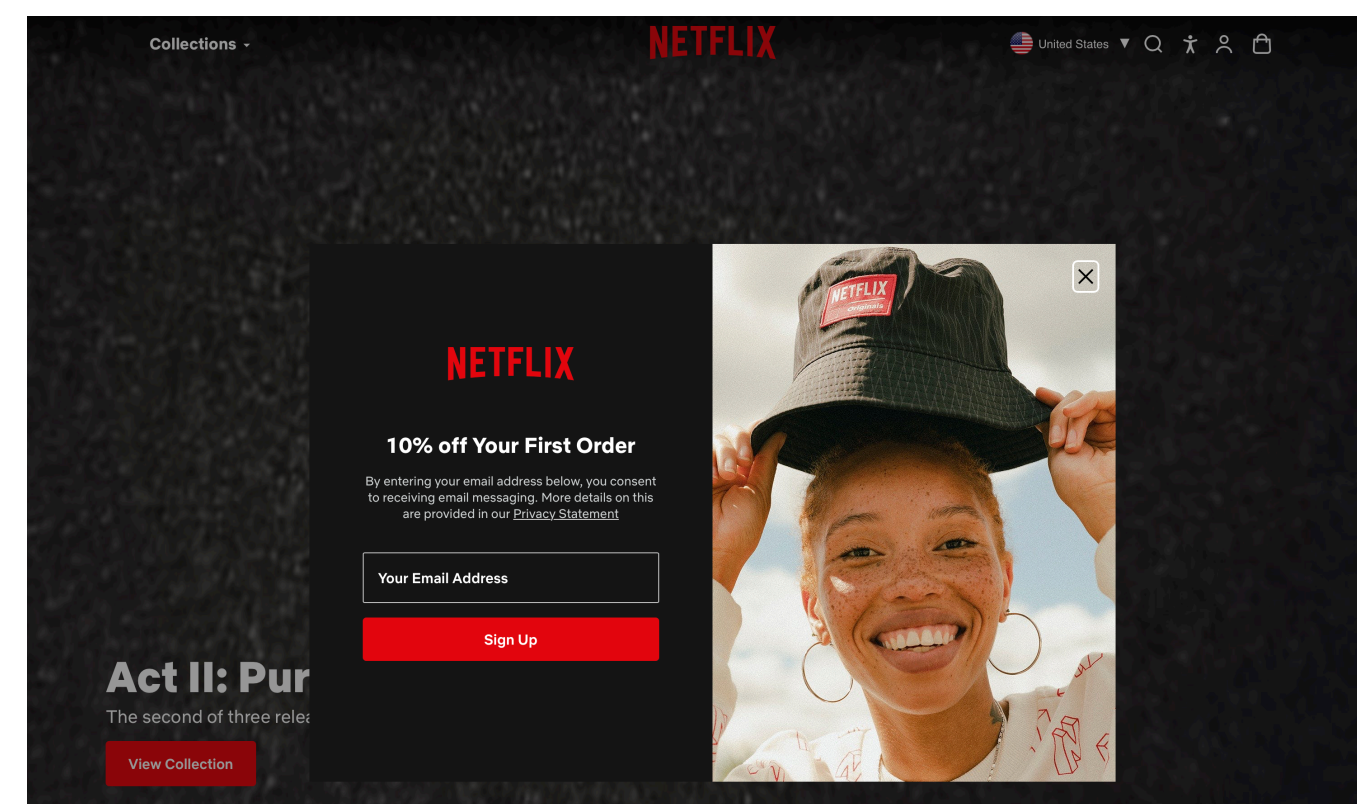 Collections
NETFLIX
United States
NETFLIX
Originals
NETFLIX
10% off Your First Order
By entering your email address below, you consent
to receiving email messaging. More details on this
are provided in our Privacy Statement
Your Email Address
Sign Up
Act II: Pur
The second of three relea
View Collection